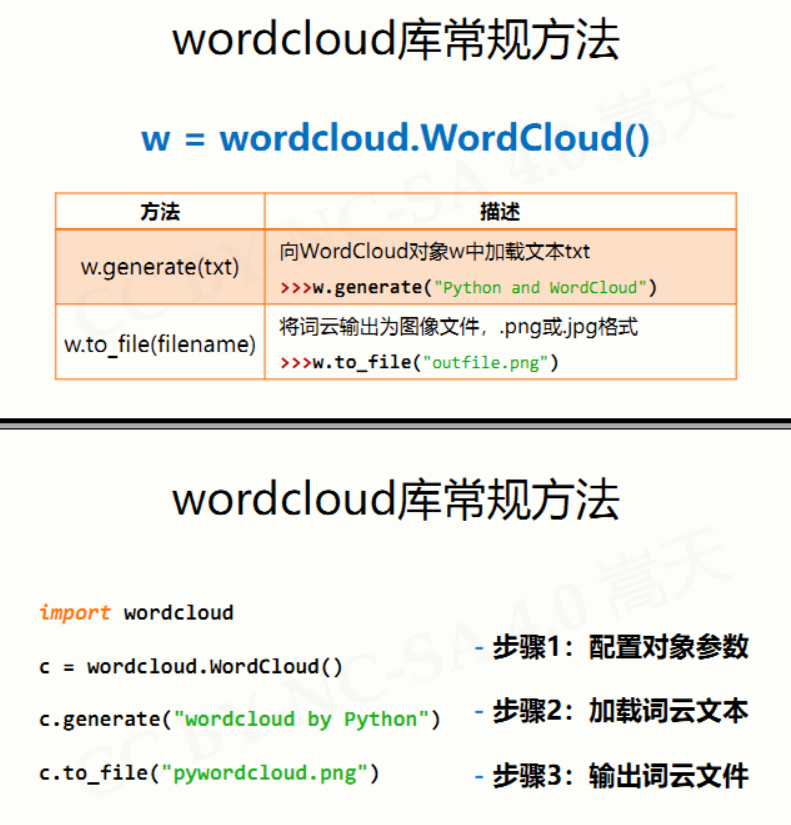 wordcloud库常规方法
w = wordcloud.WordCloud()
方法 描述
w.generate(txt)
向WordCloud对象w中加载文本txt
>>>w.generate("Python and WordCloud")
w.to_file(filename)
将词云输出为图像文件，.png或.jpg格式
>>>w.to_file("outfile.png")
CC BY-NC-SA 4.0 嵩天
wordcloud库常规方法
import wordcloud
c = wordcloud.WordCloud()
c.generate("wordcloud by Python")
c.to_file("pywordcloud.png")
- 步骤1：配置对象参数
- 步骤2：加载词云文本
- 步骤3：输出词云文件
CC BY-NC-SA 4.0 嵩天